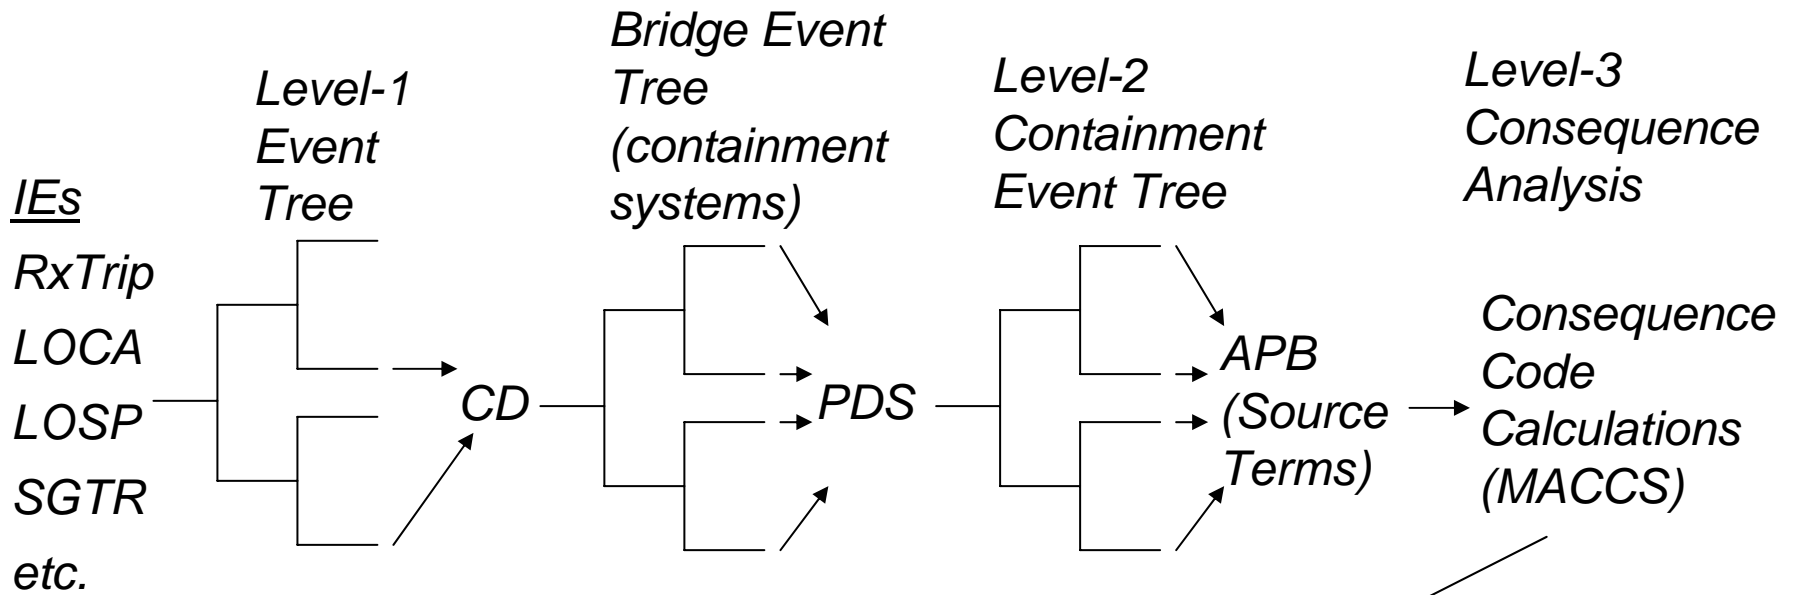 IEs
RxTrip
LOCA
LOSP
SGTR
etc.
Level-1
Event
Tree
CD
Bridge Event
Tree
(containment
systems)
PDS
Level-2
Containment
Event Tree
APB
(Source
Terms)
Level-3
Consequence
Analysis
Consequence
Code
Calculations
(MACCS)